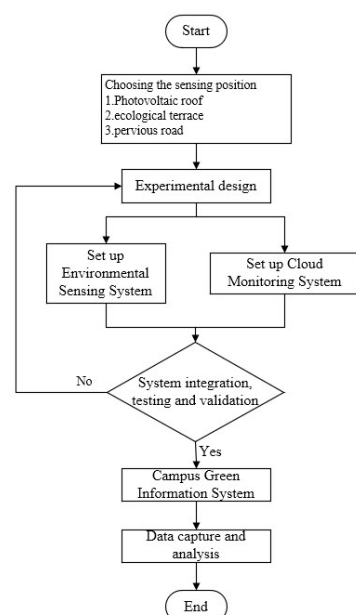 Start
Choosing the sensing position
1.Photovoltaic roof
2.ecological terrace
3.pervious road
Experimental design
Set up
Environmental
Sensing System
Set up Cloud
Monitoring System
No
System integration,
testing and validation
Yes
Campus Green
Information System
Data capture and
analysis
End